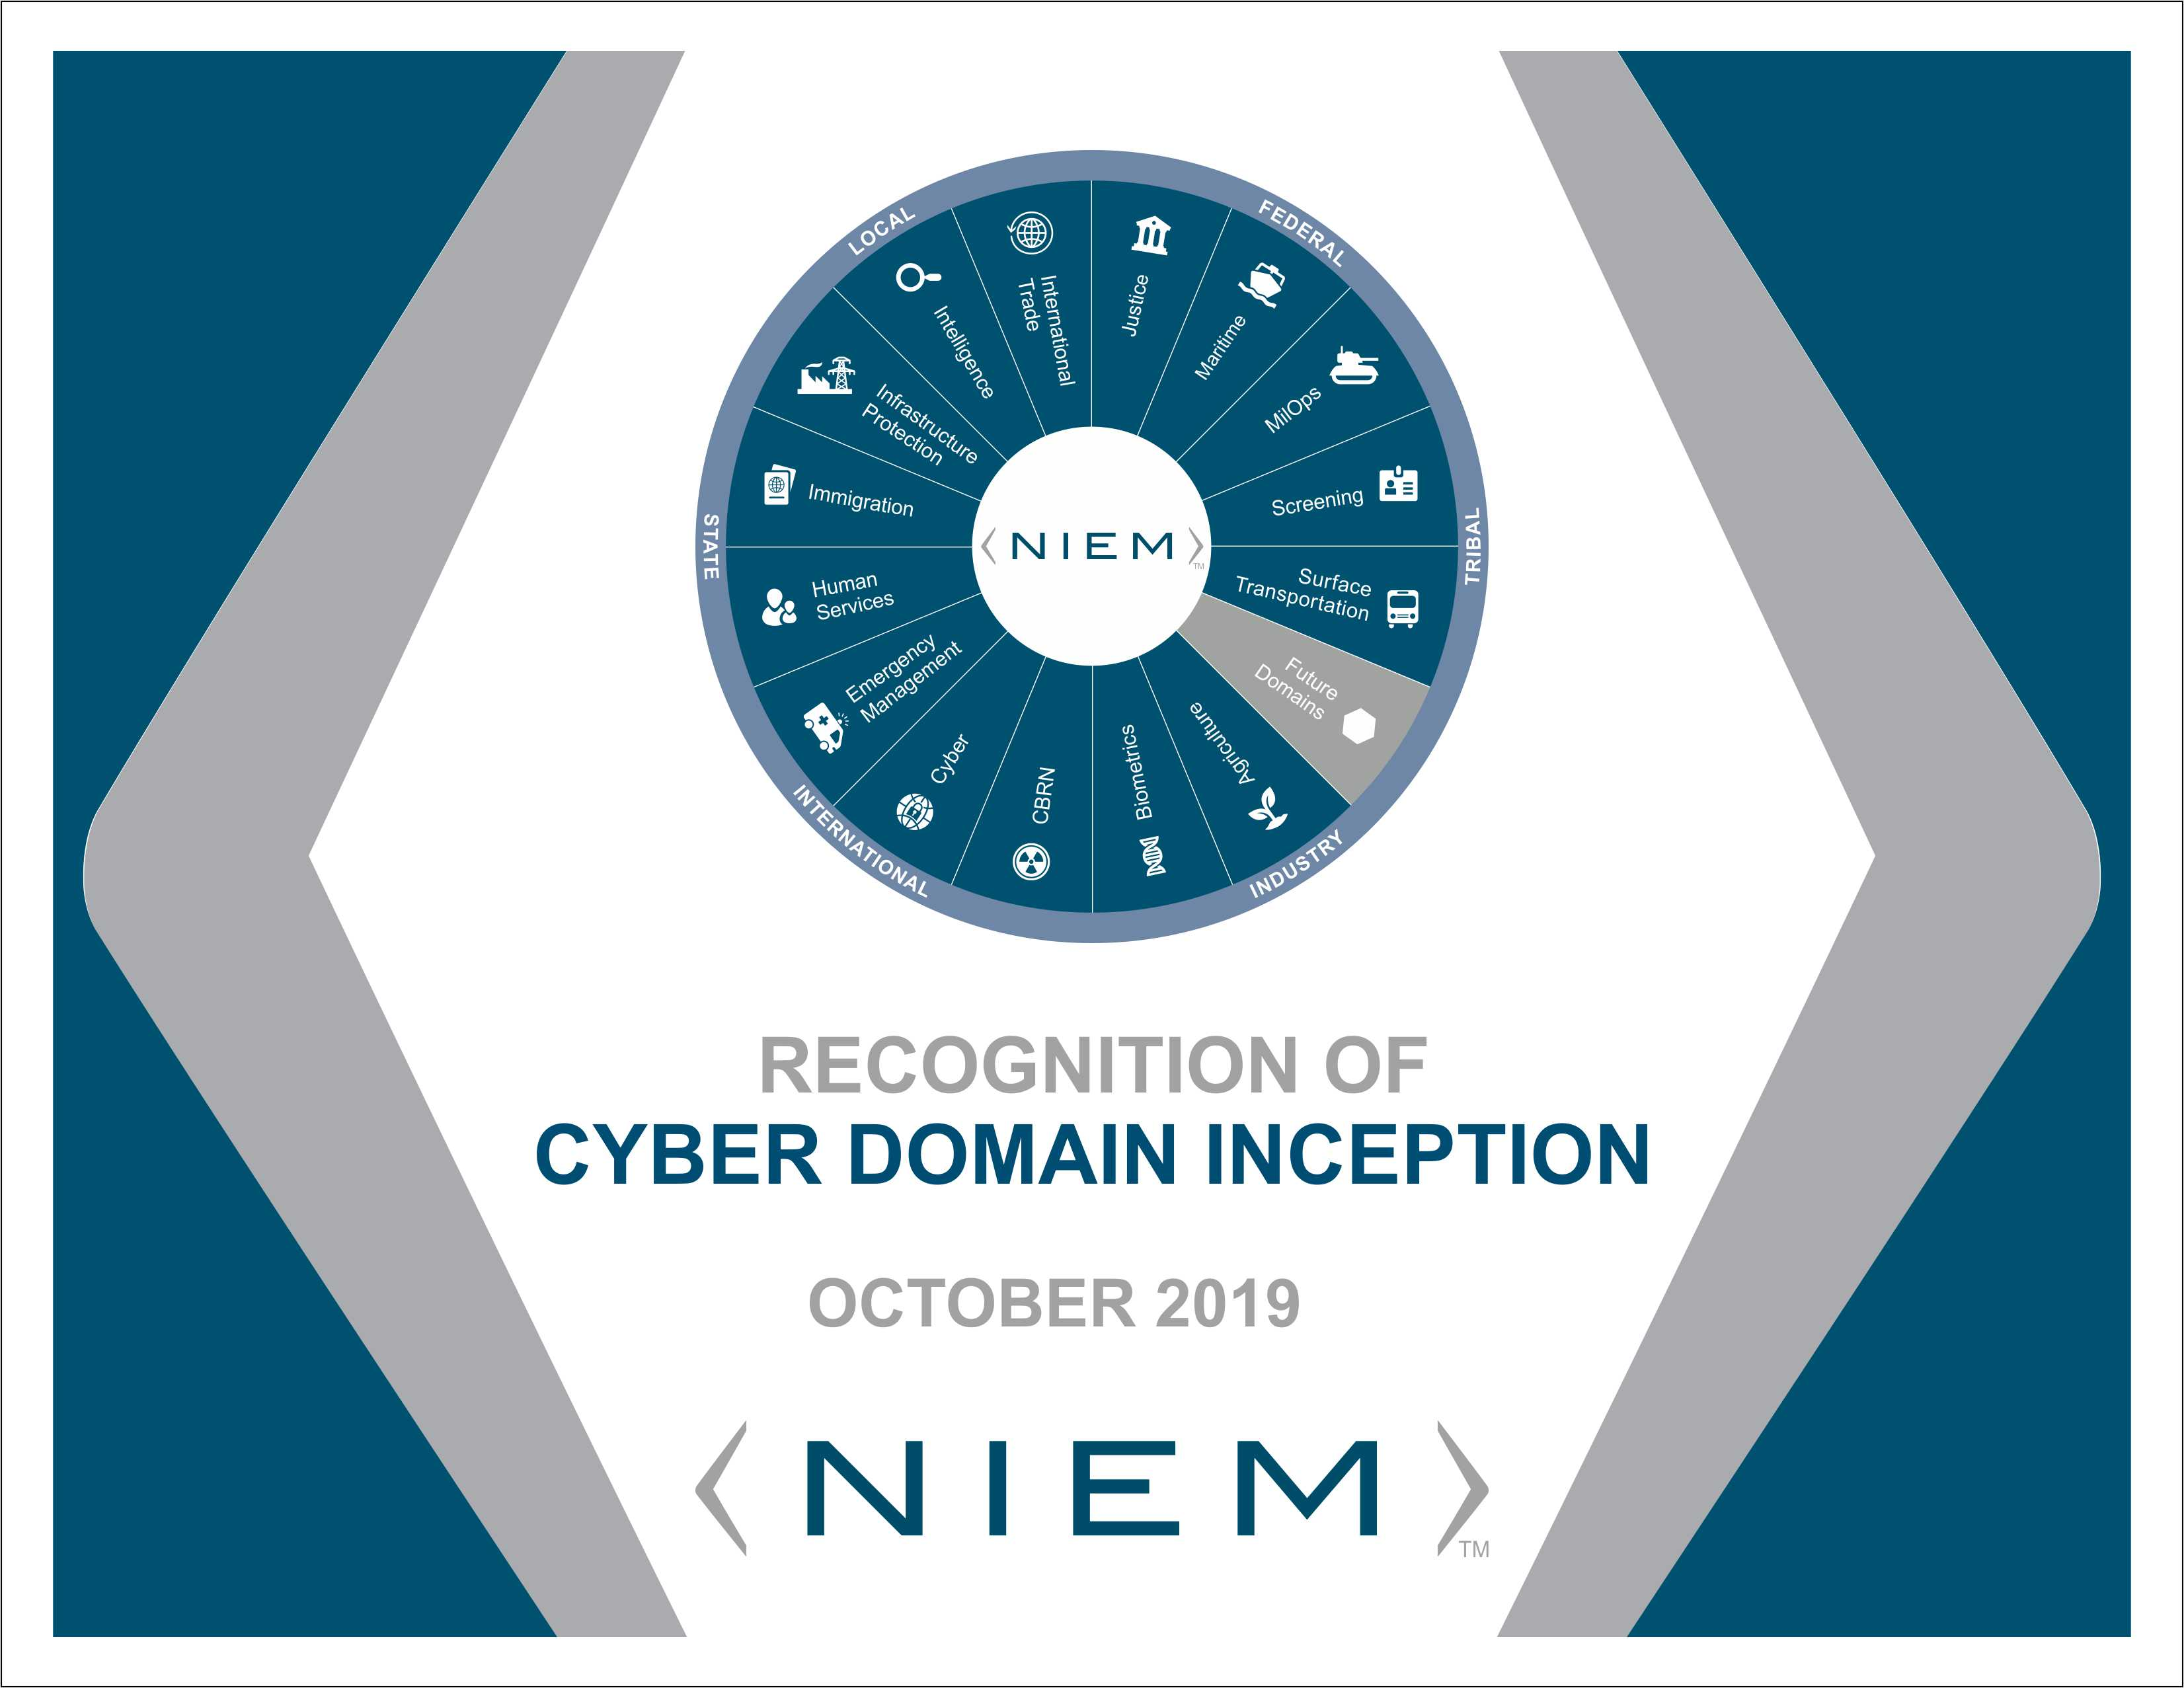 LOCAL
FEDERAL
TRIBAL
INDUSTRY
INTERNATIONAL
STATE
International
Trade
Justice
Maritime
MilOps
Screening
Surface
Transportation
Future
Domains
Agriculture
Biometrics
CBRN
Cyber
Emergency
Management
Human
Services
Immigration
Infrastructure
Protection
Intelligence
NIEM
TM
RECOGNITION OF
CYBER DOMAIN INCEPTION
OCTOBER 2019
NIEM
TM